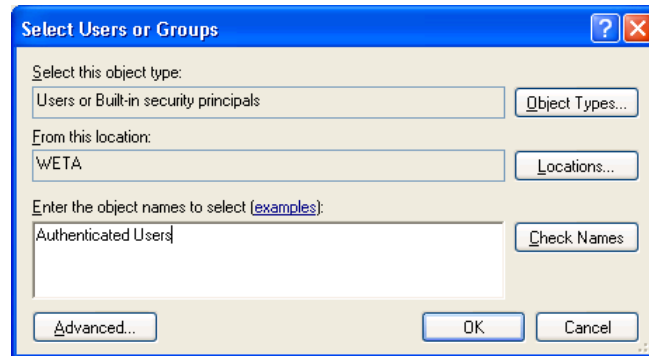 Select Users or Groups
Select this object type:
Users or Built-in security principals
Object Types...
From this location:
WETA
Locations...
Enter the object names to select (examples):
Authenticated Users
Check Names
Advanced...
OK
Cancel